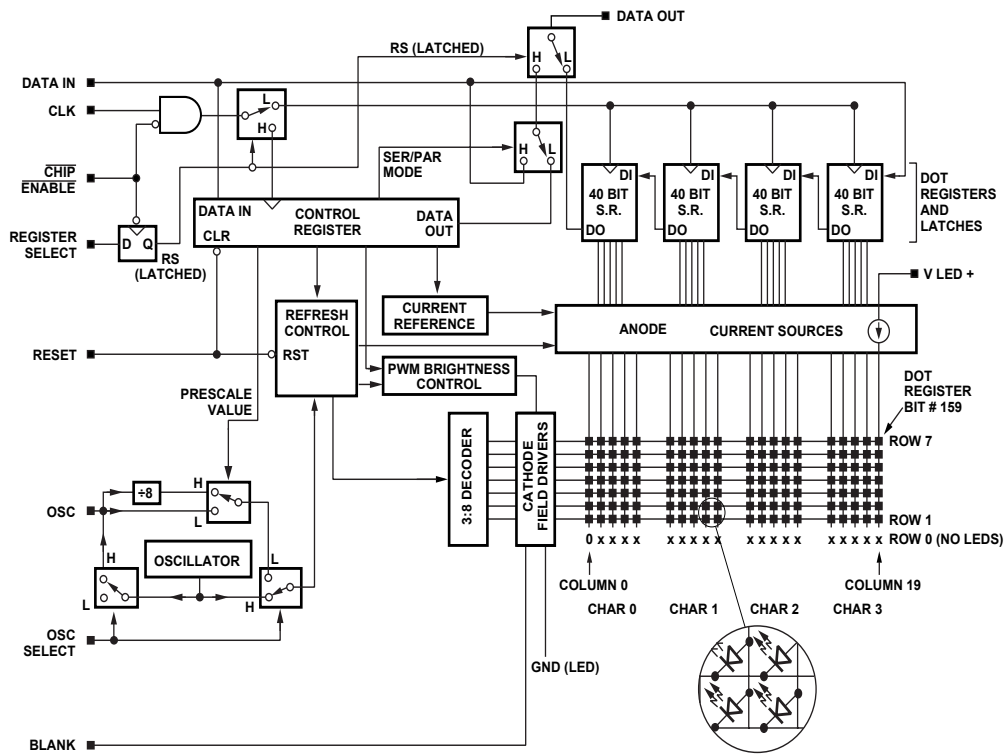 DATA OUT
RS (LATCHED)
H
L
DATA IN
CLK
L
H
H
L
SER/PAR
MODE
CHIP
ENABLE
DI
40 BIT
S.R.
DO
DI
40 BIT
S.R.
DO
DI
40 BIT
S.R.
DO
DI
40 BIT
S.R.
DO
DOT
REGISTERS
AND
LATCHES
DATA IN
CONTROL
REGISTER
DATA
OUT
CLR
REGISTER
SELECT
D Q
RS
(LATCHED)
V LED +
REFRESH
CONTROL
RST
CURRENT
REFERENCE
ANODE CURRENT SOURCES
RESET
PWM BRIGHTNESS
CONTROL
PRESCALE
VALUE
DOT
REGISTER
BIT # 159
3:8 DECODER
CATHODE
FIELD DRIVERS
ROW 7
ROW 1
ROW 0 (NO LEDS)
0 x x x x x x x x x x x x x x x x x x x
÷8
H
L
OSC
H
L
OSCILLATOR
L
H
COLUMN 0
COLUMN 19
CHAR 0
CHAR 1
CHAR 2
CHAR 3
OSC
SELECT
GND (LED)
BLANK